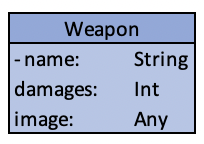 Weapon
- name: String
damages: Int
image: Any